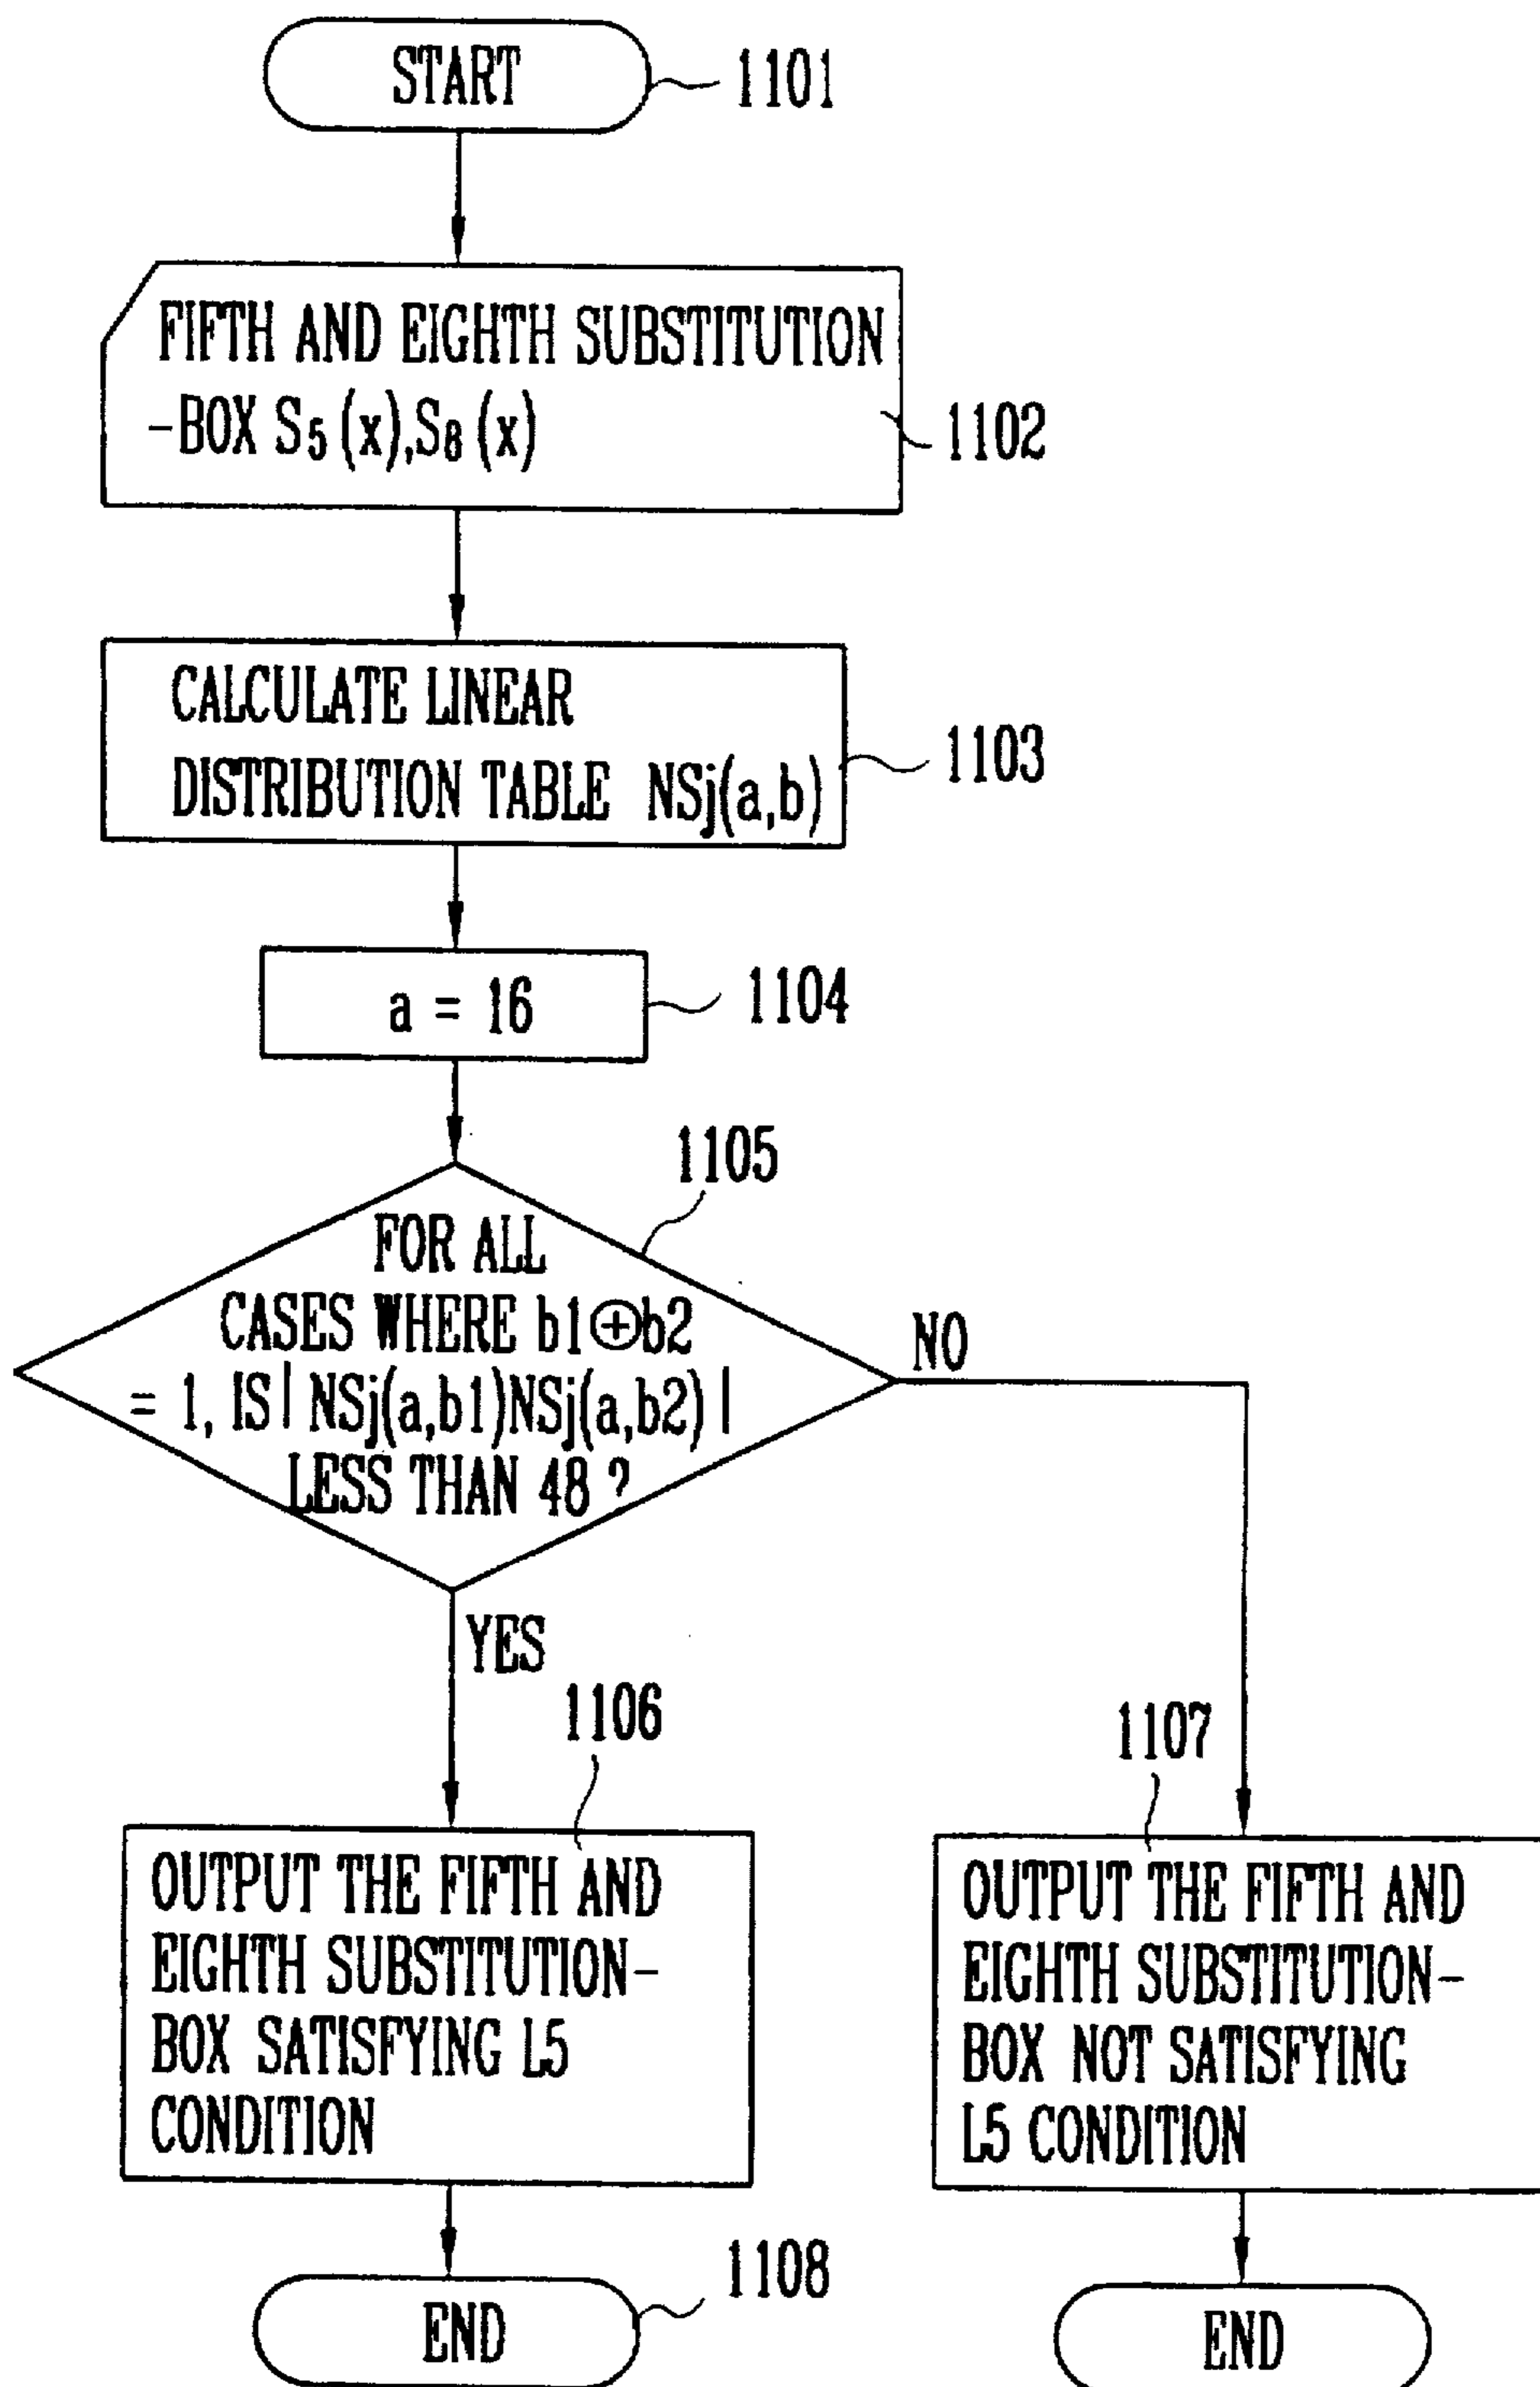 START
1101
FIFTH AND EIGHTH SUBSTITUTION
-BOX S5(x),S8(x)
1102
CALCULATE LINEAR
DISTRIBUTION TABLE NSj(a,b)
1103
a = 16
1104
1105
FOR ALL
CASES WHERE b1⊕b2
= 1, IS| NSj(a,b1)NSj(a,b2)|
LESS THAN 48 ?
NO
YES
1106
1107
OUTPUT THE FIFTH AND
EIGHTH SUBSTITUTION-
BOX SATISFYING L5
CONDITION
OUTPUT THE FIFTH AND
EIGHTH SUBSTITUTION-
BOX NOT SATISFYING
L5 CONDITION
1108
END
END